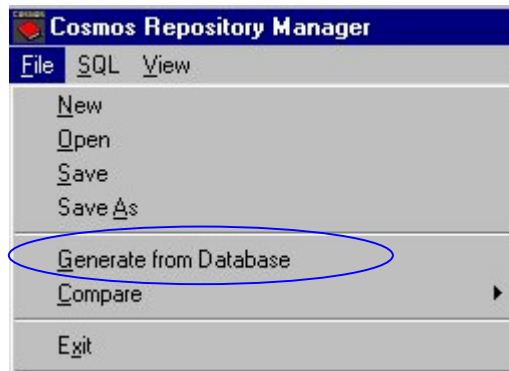 Cosmos Repository Manager
File SQL View
New
Open
Save
Save As
Generate from Database
Compare
Exit